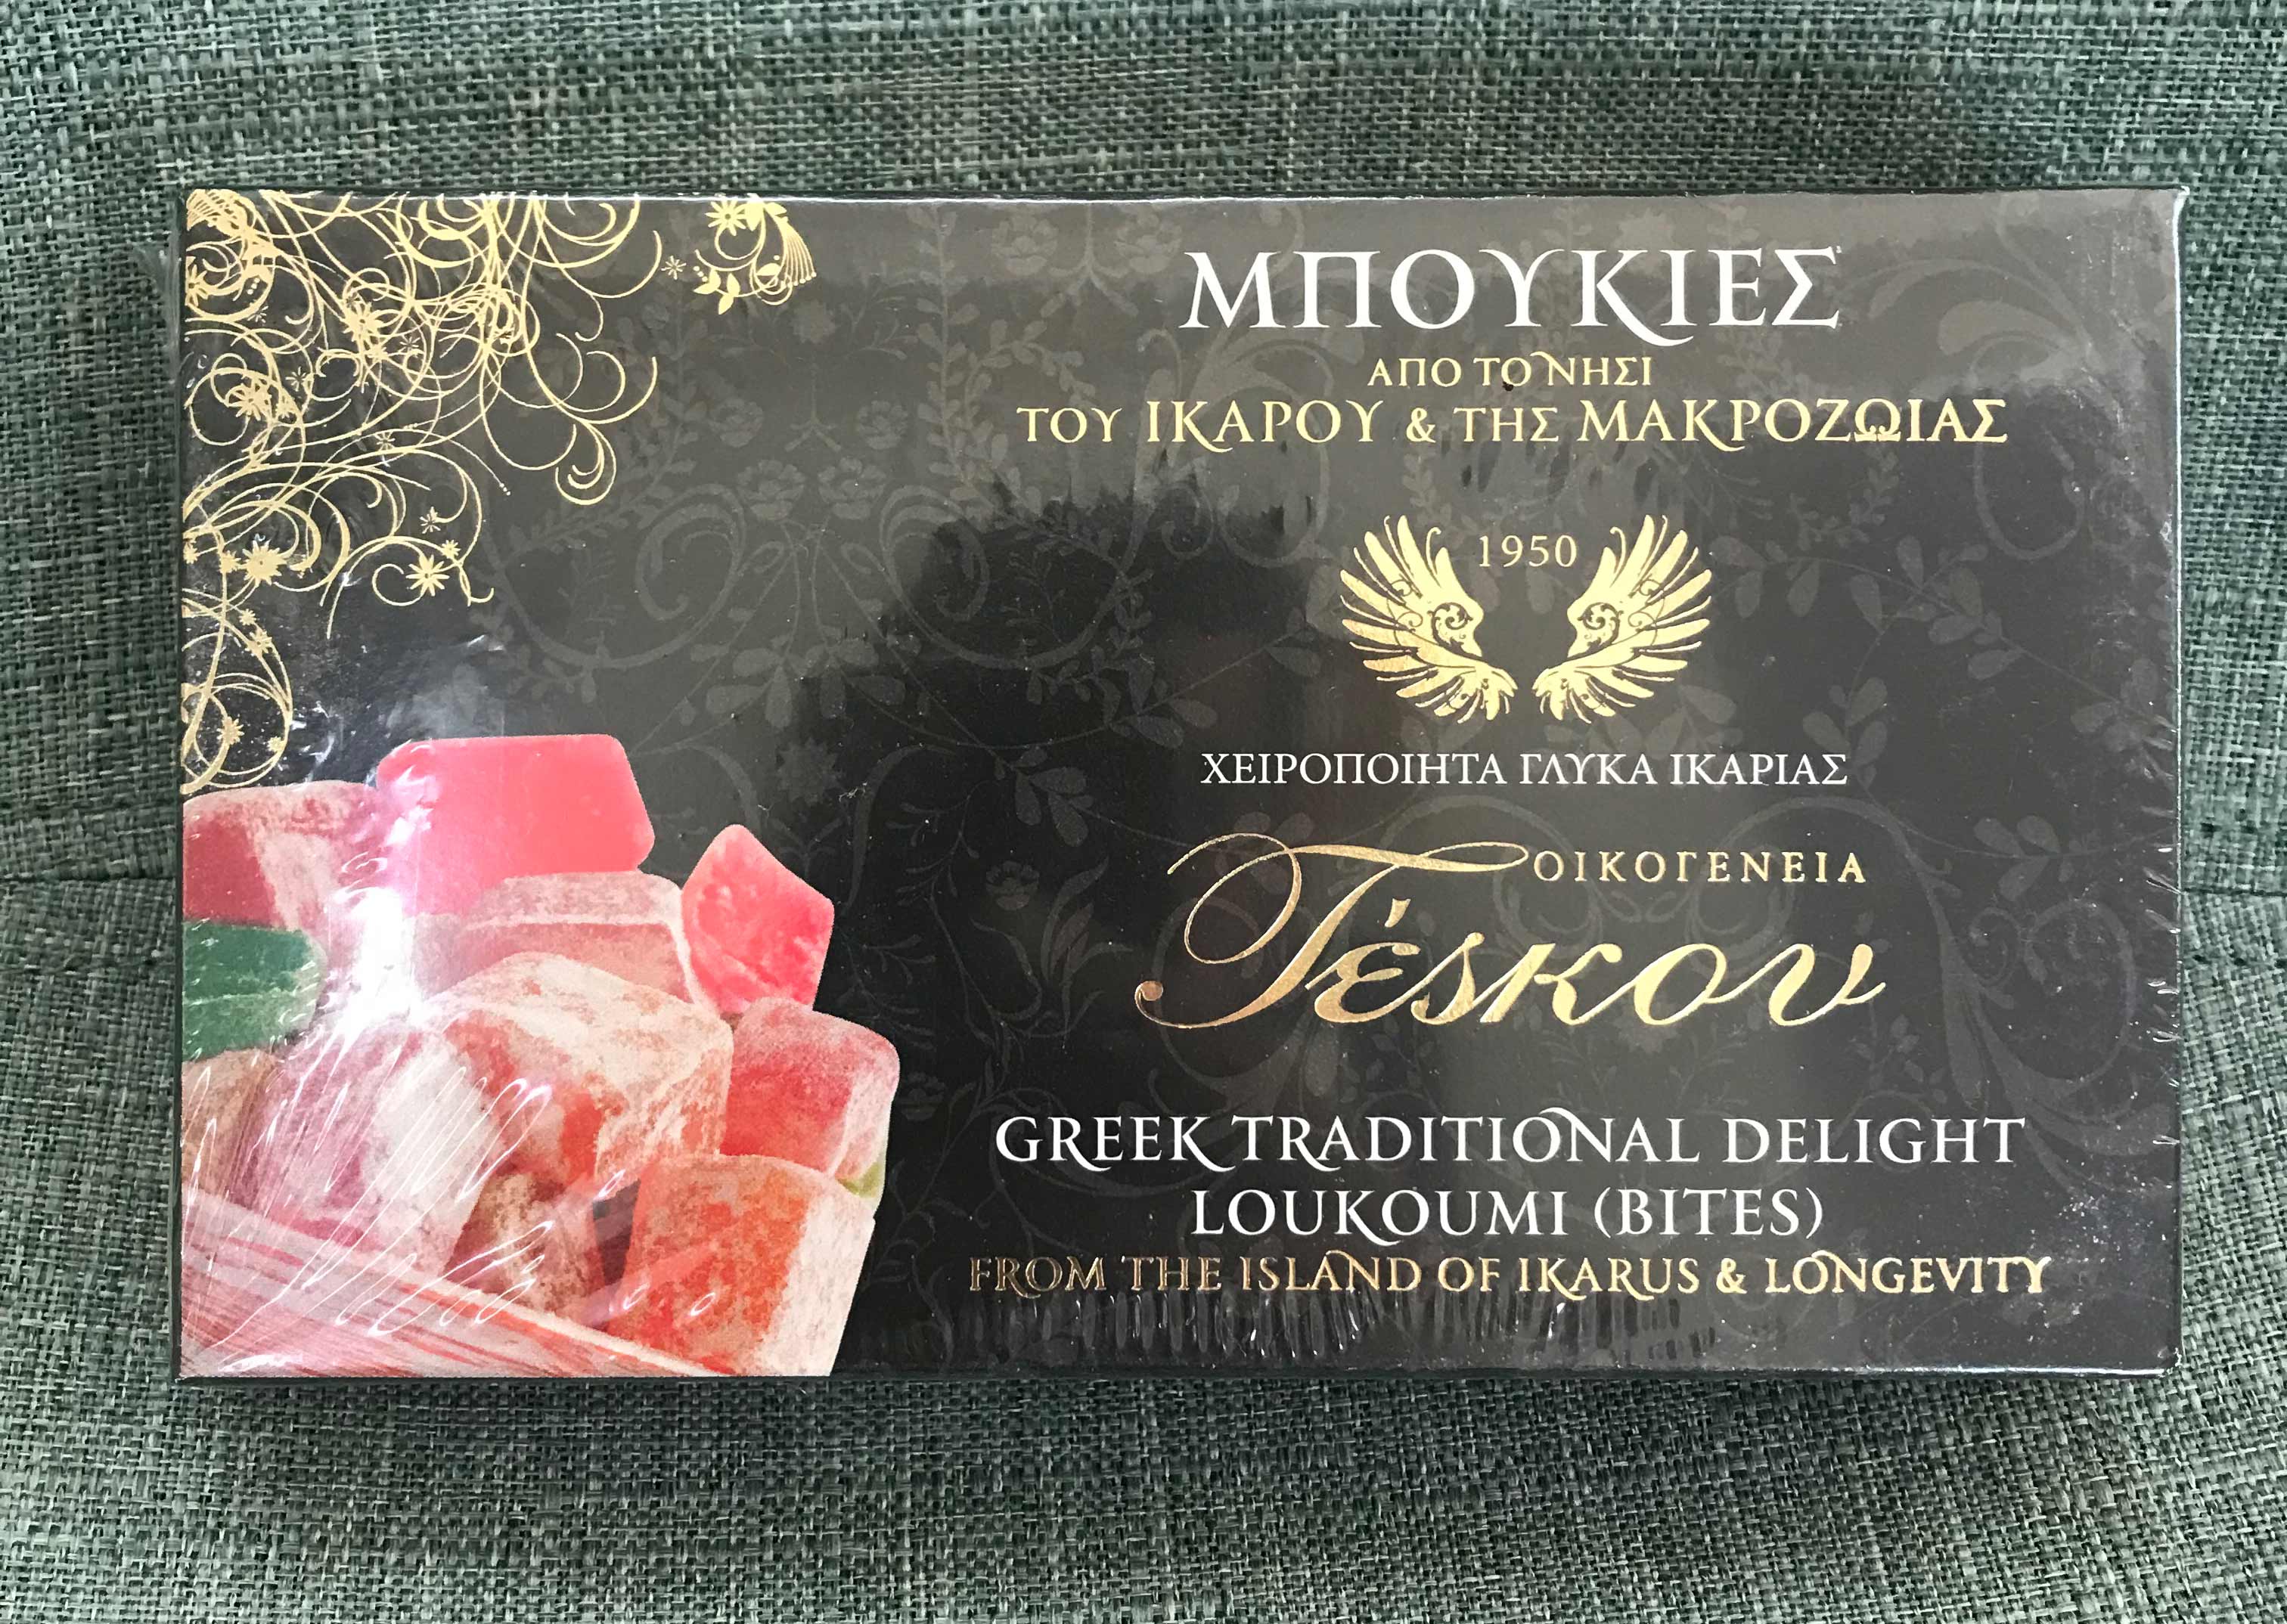 ΜΠΟΥΚΙΕΣ
ΑΠΟ ΤΟ ΝΗΣΙ
ΤΟΥ ΙΚΑΡΟΥ & ΤΗΣ ΜΑΚΡΟΖΩΙΑΣ
1950
ΧΕΙΡΟΠΟΙΗΤΑ ΓΛΥΚΑ ΙΚΑΡΙΑΣ
ΟΙΚΟΓΕΝΕΙΑ
Τέσκου
GREEK TRADITIONAL DELIGHT
LOUKOUMI (BITES)
FROM THE ISLAND OF IKARUS & LONGEVITY